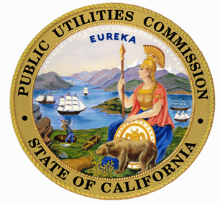 PUBLIC UTILITIES COMMISSION
EUREKA
STATE OF CALIFORNIA